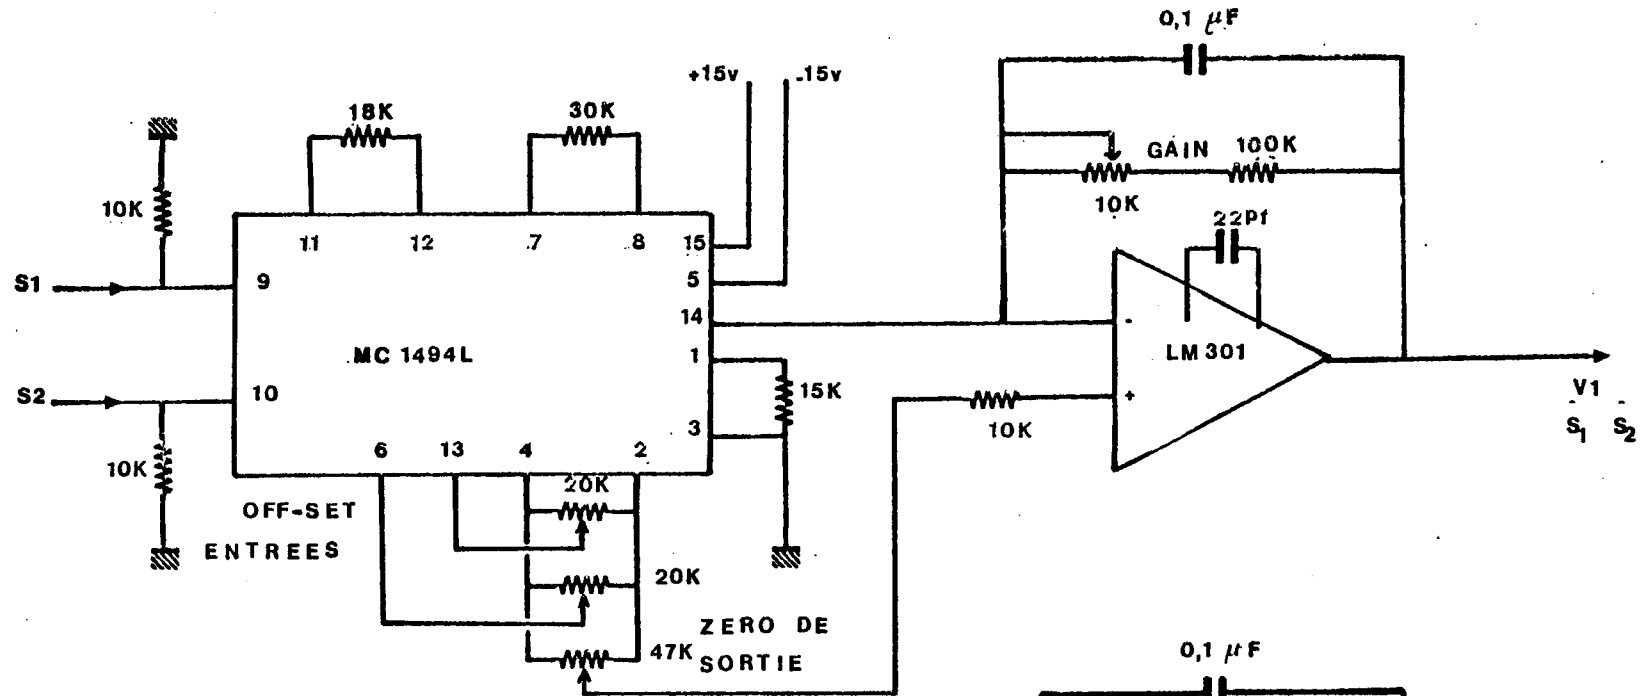 0,1 μF
+15v
-15v
18K
30K
GAIN
100K
10K
10K
22Pf
11
12
7
8
15
S1
9
5
14
-
MC 1494L
1
LM 301
S2
10
15K
+
V1
10K
S1 S2
3
10K
6
13
4
2
20K
OFF-SET
ENTREES
20K
ZERO DE
47K
SORTIE
0,1 μF